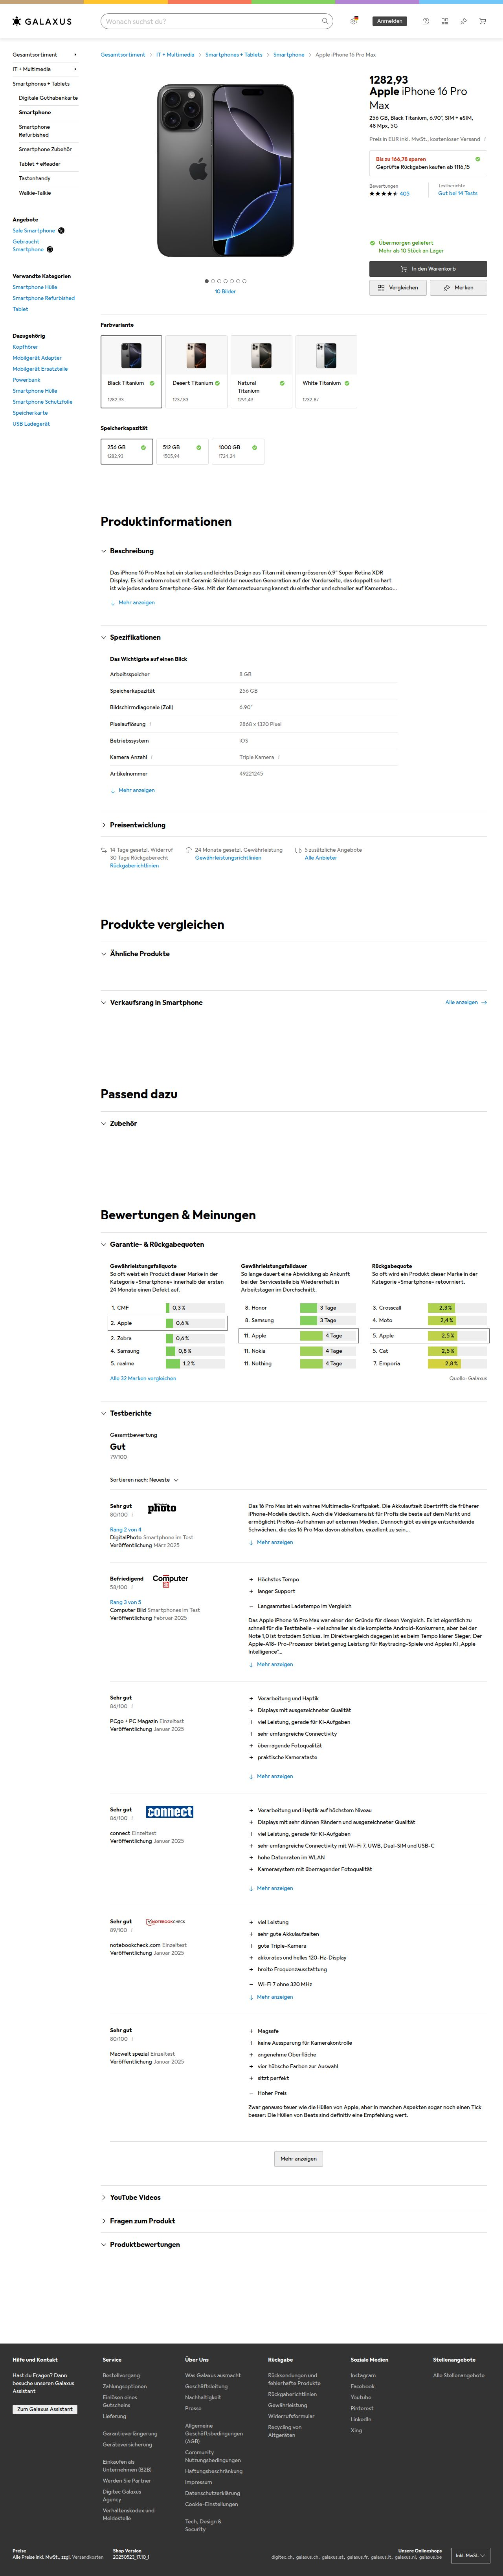 GALAXUS
Wonach suchst du?
Anmelden
Gesamtsortiment
IT + Multimedia
Smartphones + Tablets
Digitale Guthabenkarte
Smartphone
Smartphone
Refurbished
Smartphone Zubehör
Tablet + eReader
Tastenhandy
Walkie-Talkie
Angebote
Sale Smartphone
Gebraucht
Smartphone
Verwandte Kategorien
Smartphone Hülle
Smartphone Refurbished
Tablet
Dazugehörig
Kopfhörer
Mobilgerät Adapter
Mobilgerät Ersatzteile
Powerbank
Smartphone Hülle
Smartphone Schutzfolie
Speicherkarte
USB Ladegerät
Gesamtsortiment > IT + Multimedia > Smartphones + Tablets > Smartphone > Apple iPhone 16 Pro Max
10 Bilder
1282,93
Apple iPhone 16 Pro
Max
256 GB, Black Titanium, 6.90", SIM + eSIM,
48 Mpx, 5G
Preis in EUR inkl. MwSt., kostenloser Versand
Bis zu 166,78 sparen
Geprüfte Rückgaben kaufen ab 1116,15
Bewertungen
405
Testberichte
Gut bei 14 Tests
Übermorgen geliefert
Mehr als 10 Stück an Lager
In den Warenkorb
Vergleichen
Merken
Farbvariante
Black Titanium
1282,93
Desert Titanium
1237,83
Natural
Titanium
1291,49
White Titanium
1232,87
Speicherkapazität
256 GB
1282,93
512 GB
1505,94
1000 GB
1724,24
Produktinformationen
Beschreibung
Das iPhone 16 Pro Max hat ein starkes und leichtes Design aus Titan mit einem grösseren 6,9" Super Retina XDR
Display. Es ist extrem robust mit Ceramic Shield der neuesten Generation auf der Vorderseite, das doppelt so hart
ist wie jedes andere Smartphone-Glas. Mit der Kamerasteuerung kannst du einfacher und schneller auf Kameratoo...
Mehr anzeigen
Spezifikationen
Das Wichtigste auf einen Blick
Arbeitsspeicher 8 GB
Speicherkapazität 256 GB
Bildschirmdiagonale (Zoll) 6.90"
Pixelauflösung 2868 x 1320 Pixel
Betriebssystem iOS
Kamera Anzahl Triple Kamera
Artikelnummer 49221245
Mehr anzeigen
Preisentwicklung
14 Tage gesetzl. Widerruf
30 Tage Rückgaberecht
Rückgaberichtlinien
24 Monate gesetzl. Gewährleistung
Gewährleistungsrichtlinien
5 zusätzliche Angebote
Alle Anbieter
Produkte vergleichen
Ähnliche Produkte
Verkaufsrang in Smartphone
Alle anzeigen
Passend dazu
Zubehör
Bewertungen & Meinungen
Garantie- & Rückgabequoten
Gewährleistungsfallquote
So oft weist ein Produkt dieser Marke in der
Kategorie «Smartphone» innerhalb der ersten
24 Monate einen Defekt auf.
1. CMF 0,3 %
2. Apple 0,6 %
2. Zebra 0,6 %
4. Samsung 0,8 %
5. realme 1,2 %
Alle 32 Marken vergleichen
Gewährleistungsfalldauer
So lange dauert eine Abwicklung ab Ankunft
bei der Servicestelle bis Wiedererhalt in
Arbeitstagen im Durchschnitt.
8. Honor 3 Tage
8. Samsung 3 Tage
11. Apple 4 Tage
11. Nokia 4 Tage
11. Nothing 4 Tage
Rückgabequote
So oft wird ein Produkt dieser Marke in der
Kategorie «Smartphone» retourniert.
3. Crosscall 2,3 %
4. Moto 2,4 %
5. Apple 2,5 %
5. Cat 2,5 %
7. Emporia 2,8 %
Quelle: Galaxus
Testberichte
Gesamtbewertung
Gut
79/100
Sortieren nach: Neueste
Sehr gut
80/100
photo
Rang 2 von 4
DigitalPhoto Smartphone im Test
Veröffentlichung März 2025
Das 16 Pro Max ist ein wahres Multimedia-Kraftpaket. Die Akkulaufzeit übertrifft die früherer
iPhone-Modelle deutlich. Auch die Videokamera ist für Profis die beste auf dem Markt und
ermöglicht ProRes-Aufnahmen auf externen Medien. Doch gibt es einige entscheidende
Schwächen, die das 16 Pro Max davon abhalten, exzellent zu sein...
Mehr anzeigen
Befriedigend
58/100
Computer
Rang 3 von 5
Computer Bild Smartphones im Test
Veröffentlichung Februar 2025
+ Höchstes Tempo
+ langer Support
− Langsamstes Ladetempo im Vergleich
Das Apple iPhone 16 Pro Max war einer der Gründe für diesen Vergleich. Es ist eigentlich zu
schnell für die Testtabelle - viel schneller als die komplette Android-Konkurrenz, aber bei der
Note 1,0 ist trotzdem Schluss. Im Direktvergleich dagegen ist es beim Tempo klarer Sieger. Der
Apple-A18- Pro-Prozessor bietet genug Leistung für Raytracing-Spiele und Apples KI „Apple
Intelligence"...
Mehr anzeigen
Sehr gut
86/100
PCgo + PC Magazin Einzeltest
Veröffentlichung Januar 2025
+ Verarbeitung und Haptik
+ Displays mit ausgezeichneter Qualität
+ viel Leistung, gerade für KI-Aufgaben
+ sehr umfangreiche Connectivity
+ überragende Fotoqualität
+ praktische Kamerataste
Mehr anzeigen
Sehr gut
86/100
connect
connect Einzeltest
Veröffentlichung Januar 2025
+ Verarbeitung und Haptik auf höchstem Niveau
+ Displays mit sehr dünnen Rändern und ausgezeichneter Qualität
+ viel Leistung, gerade für KI-Aufgaben
+ sehr umfangreiche Connectivity mit Wi-Fi 7, UWB, Dual-SIM und USB-C
+ hohe Datenraten im WLAN
+ Kamerasystem mit überragender Fotoqualität
Mehr anzeigen
Sehr gut
89/100
NOTEBOOKCHECK
notebookcheck.com Einzeltest
Veröffentlichung Januar 2025
+ viel Leistung
+ sehr gute Akkulaufzeiten
+ gute Triple-Kamera
+ akkurates und helles 120-Hz-Display
+ breite Frequenzausstattung
− Wi-Fi 7 ohne 320 MHz
Mehr anzeigen
Sehr gut
80/100
Macwelt spezial Einzeltest
Veröffentlichung Januar 2025
+ Magsafe
+ keine Aussparung für Kamerakontrolle
+ angenehme Oberfläche
+ vier hübsche Farben zur Auswahl
+ sitzt perfekt
− Hoher Preis
Zwar genauso teuer wie die Hüllen von Apple, aber in manchen Aspekten sogar noch einen Tick
besser: Die Hüllen von Beats sind definitiv eine Empfehlung wert.
Mehr anzeigen
YouTube Videos
Fragen zum Produkt
Produktbewertungen
Hilfe und Kontakt
Hast du Fragen? Dann
besuche unseren Galaxus
Assistant
Zum Galaxus Assistant
Service
Bestellvorgang
Zahlungsoptionen
Einlösen eines
Gutscheins
Lieferung
Garantieverlängerung
Geräteversicherung
Einkaufen als
Unternehmen (B2B)
Werden Sie Partner
Digitec Galaxus
Agency
Verhaltenskodex und
Meldestelle
Über Uns
Was Galaxus ausmacht
Geschäftsleitung
Nachhaltigkeit
Presse
Allgemeine
Geschäftsbedingungen
(AGB)
Community
Nutzungsbedingungen
Haftungsbeschränkung
Impressum
Datenschutzerklärung
Cookie-Einstellungen
Tech, Design &
Security
Rückgabe
Rücksendungen und
fehlerhafte Produkte
Rückgaberichtlinien
Gewährleistung
Widerrufsformular
Recycling von
Altgeräten
Soziale Medien
Instagram
Facebook
Youtube
Pinterest
LinkedIn
Xing
Stellenangebote
Alle Stellenangebote
Preise
Alle Preise inkl. MwSt., zzgl. Versandkosten
Shop Version
20250523_17.10_1
Unsere Onlineshops
digitec.ch, galaxus.ch, galaxus.at, galaxus.fr, galaxus.it, galaxus.nl, galaxus.be
Inkl. MwSt.